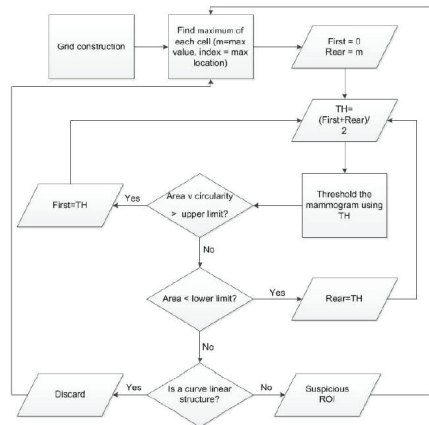 Grid construction
Find maximum of
each cell (m=max
value, index = max
location)
First = 0
Rear = m
TH=
(First+Rear)/
2
Threshold the
mammogram using
TH
Area v circularity
> upper limit?
Yes
First=TH
No
Area < lower limit?
Yes
Rear=TH
No
Is a curve linear
structure?
Yes
Discard
No
Suspicious
ROI